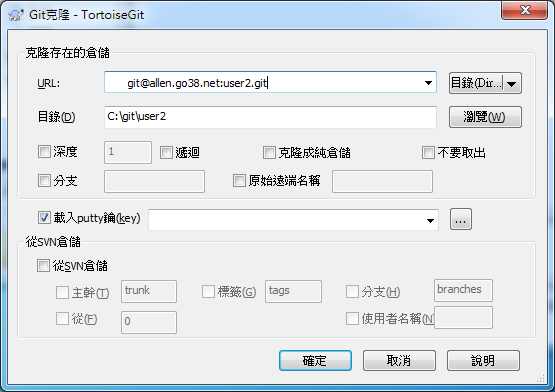 Git克隆 - TortoiseGit
克隆存在的倉儲
URL: git@allen.go38.net:user2.git 目錄(Dir...
目錄(D) C:\git\user2 瀏覽(W)
深度 1 遞迴 克隆成純倉儲 不要取出
分支 原始遠端名稱
載入putty鑰(key) ...
從SVN倉儲
從SVN倉儲
主幹(T) trunk 標籤(G) tags 分支(H) branches
從(F) 0 使用者名稱(N)
確定 取消 說明